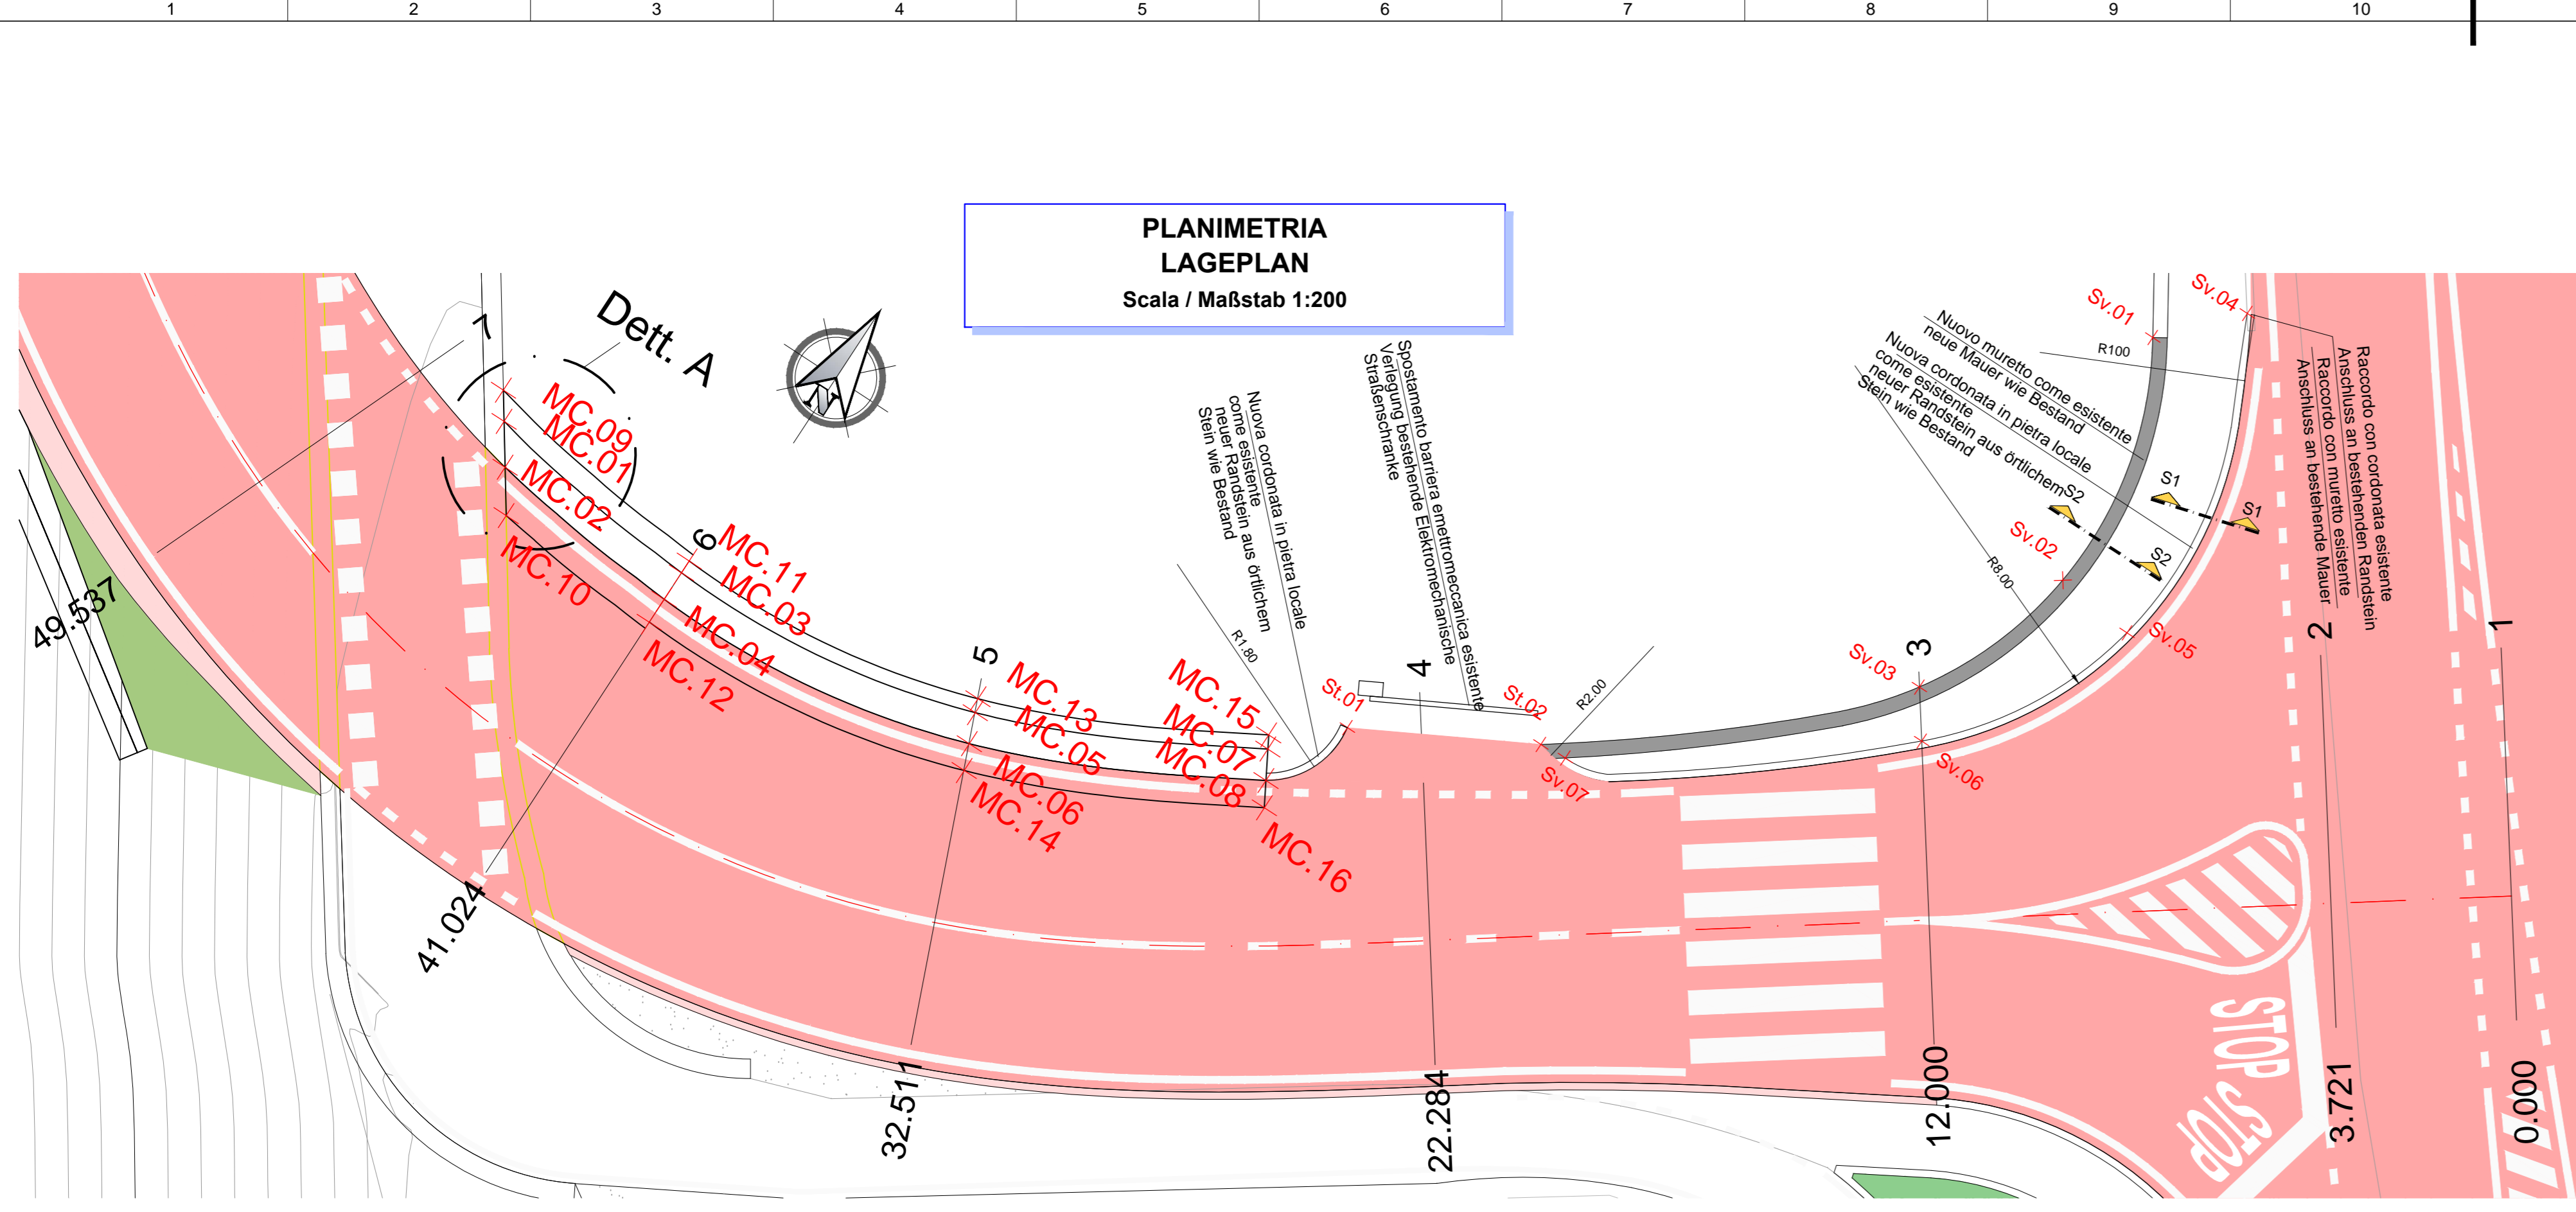 1 2 3 4 5 6 7 8 9 10
PLANIMETRIA
LAGEPLAN
Scala / Maßstab 1:200
Dett. A
N
7
MC.09
MC.01
MC.02
MC.10
6
MC.11
MC.03
MC.04
MC.12
5
MC.13
MC.05
MC.06
MC.14
MC.15
MC.07
MC.08
MC.16
Nuova cordonata in pietra locale
come esistente
neuer Randstein aus örtlichem
Stein wie Bestand
R1.80
St.01
Spostamento barriera emettromeccanica esistente
Verlegung bestehende Elektromechanische
Straßenschranke
4
St.02
R2.00
Sv.07
Nuovo muretto come esistente
neue Mauer wie Bestand
Nuova cordonata in pietra locale
come esistente
neuer Randstein aus örtlichem
Stein wie Bestand
R100
R8.00
Sv.01
Sv.04
S1
S1
S2
S2
Sv.02
Sv.03
3
Sv.05
Sv.06
Raccordo con cordonata esistente
Anschluss an bestehenden Randstein
Raccordo con muretto esistente
Anschluss an bestehende Mauer
2
1
49.537
41.024
32.511
22.284
12.000
3.721
0.000
STOP
STOP